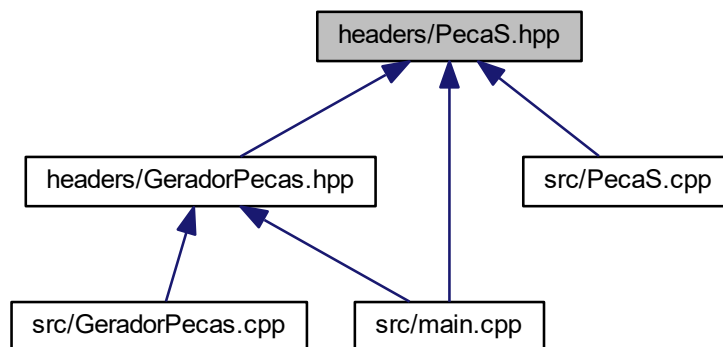 headers/PecaS.hpp
headers/GeradorPecas.hpp
src/PecaS.cpp
src/GeradorPecas.cpp
src/main.cpp